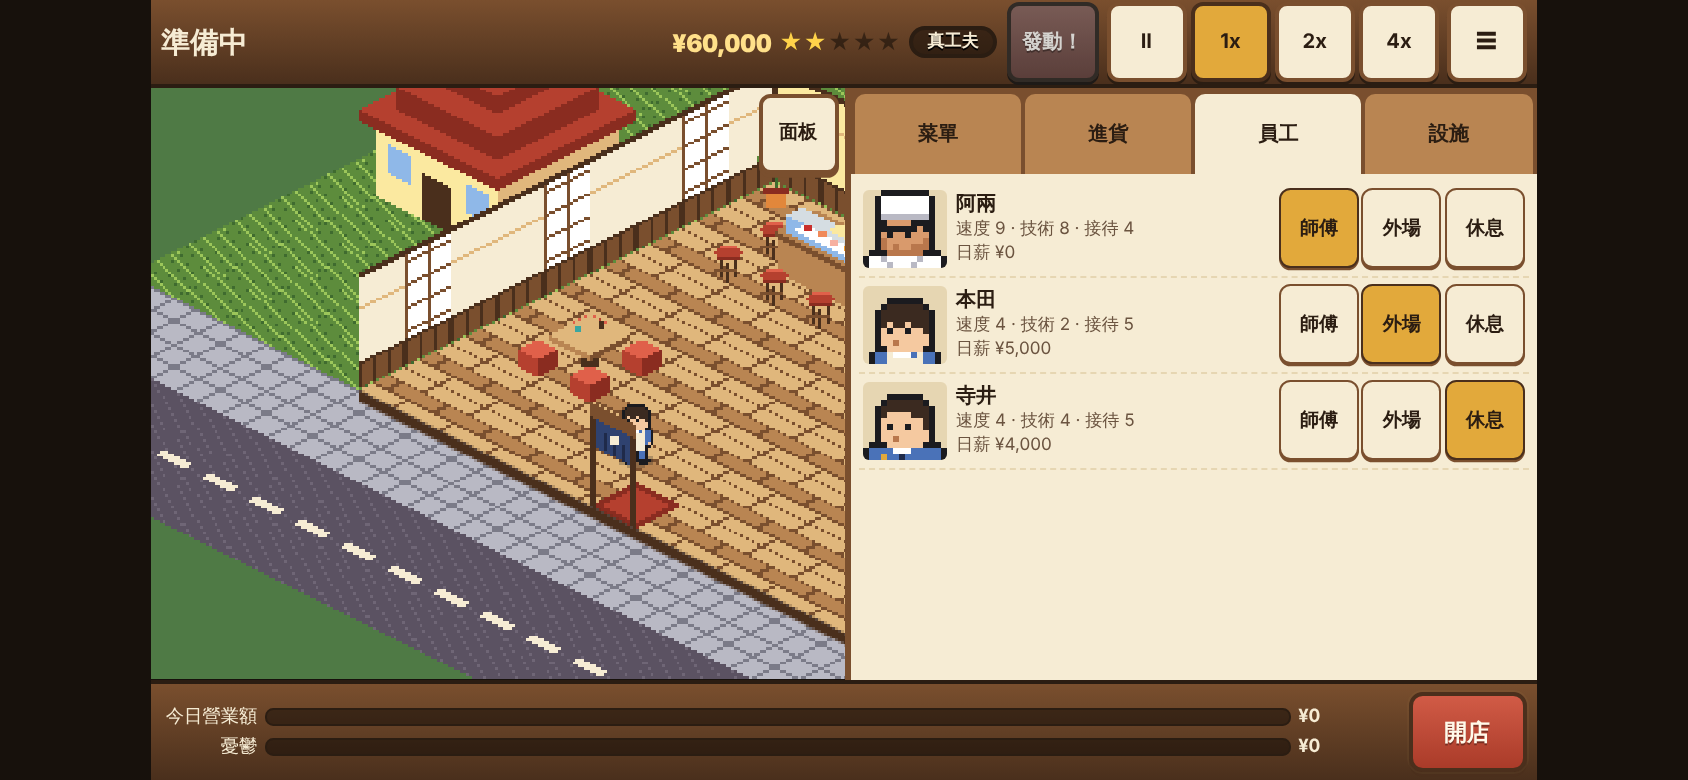 準備中
¥60,000 ★★★★★ 真工夫 發動！ II 1x 2x 4x ☰
面板
菜單 進貨 員工 設施
阿兩
速度 9 · 技術 8 · 接待 4
日薪 ¥0
師傅 外場 休息
本田
速度 4 · 技術 2 · 接待 5
日薪 ¥5,000
師傅 外場 休息
寺井
速度 4 · 技術 4 · 接待 5
日薪 ¥4,000
師傅 外場 休息
今日營業額 ¥0
憂鬱 ¥0
開店